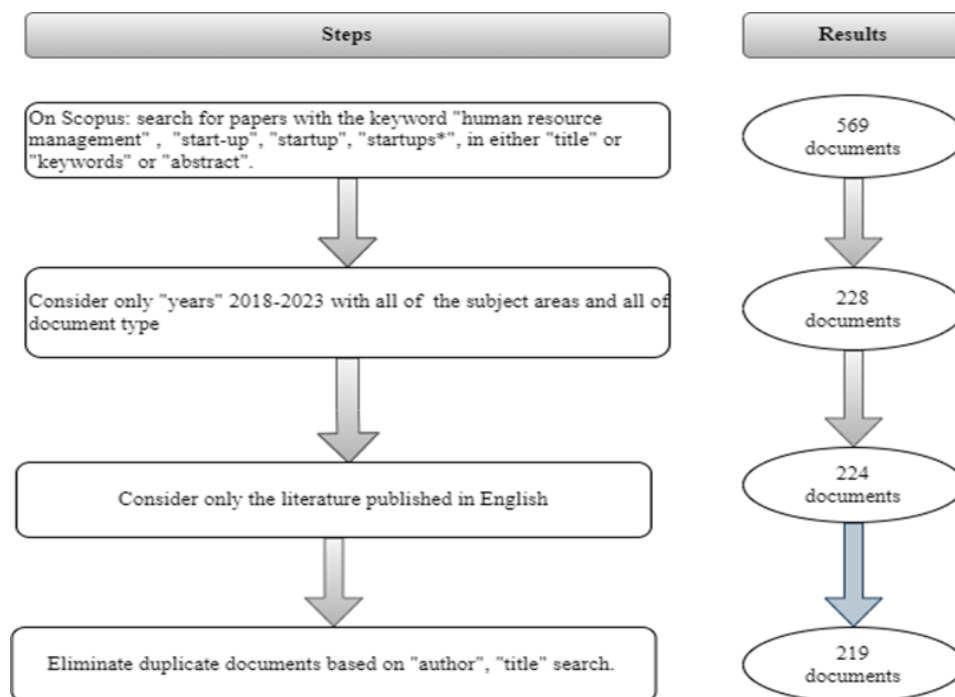 Steps
Results
On Scopus: search for papers with the keyword "human resource
management" , "start-up", "startup", "startups*", in either "title" or
"keywords" or "abstract".
569
documents
Consider only "years" 2018-2023 with all of the subject areas and all of
document type
228
documents
Consider only the literature published in English
224
documents
Eliminate duplicate documents based on "author", "title" search.
219
documents